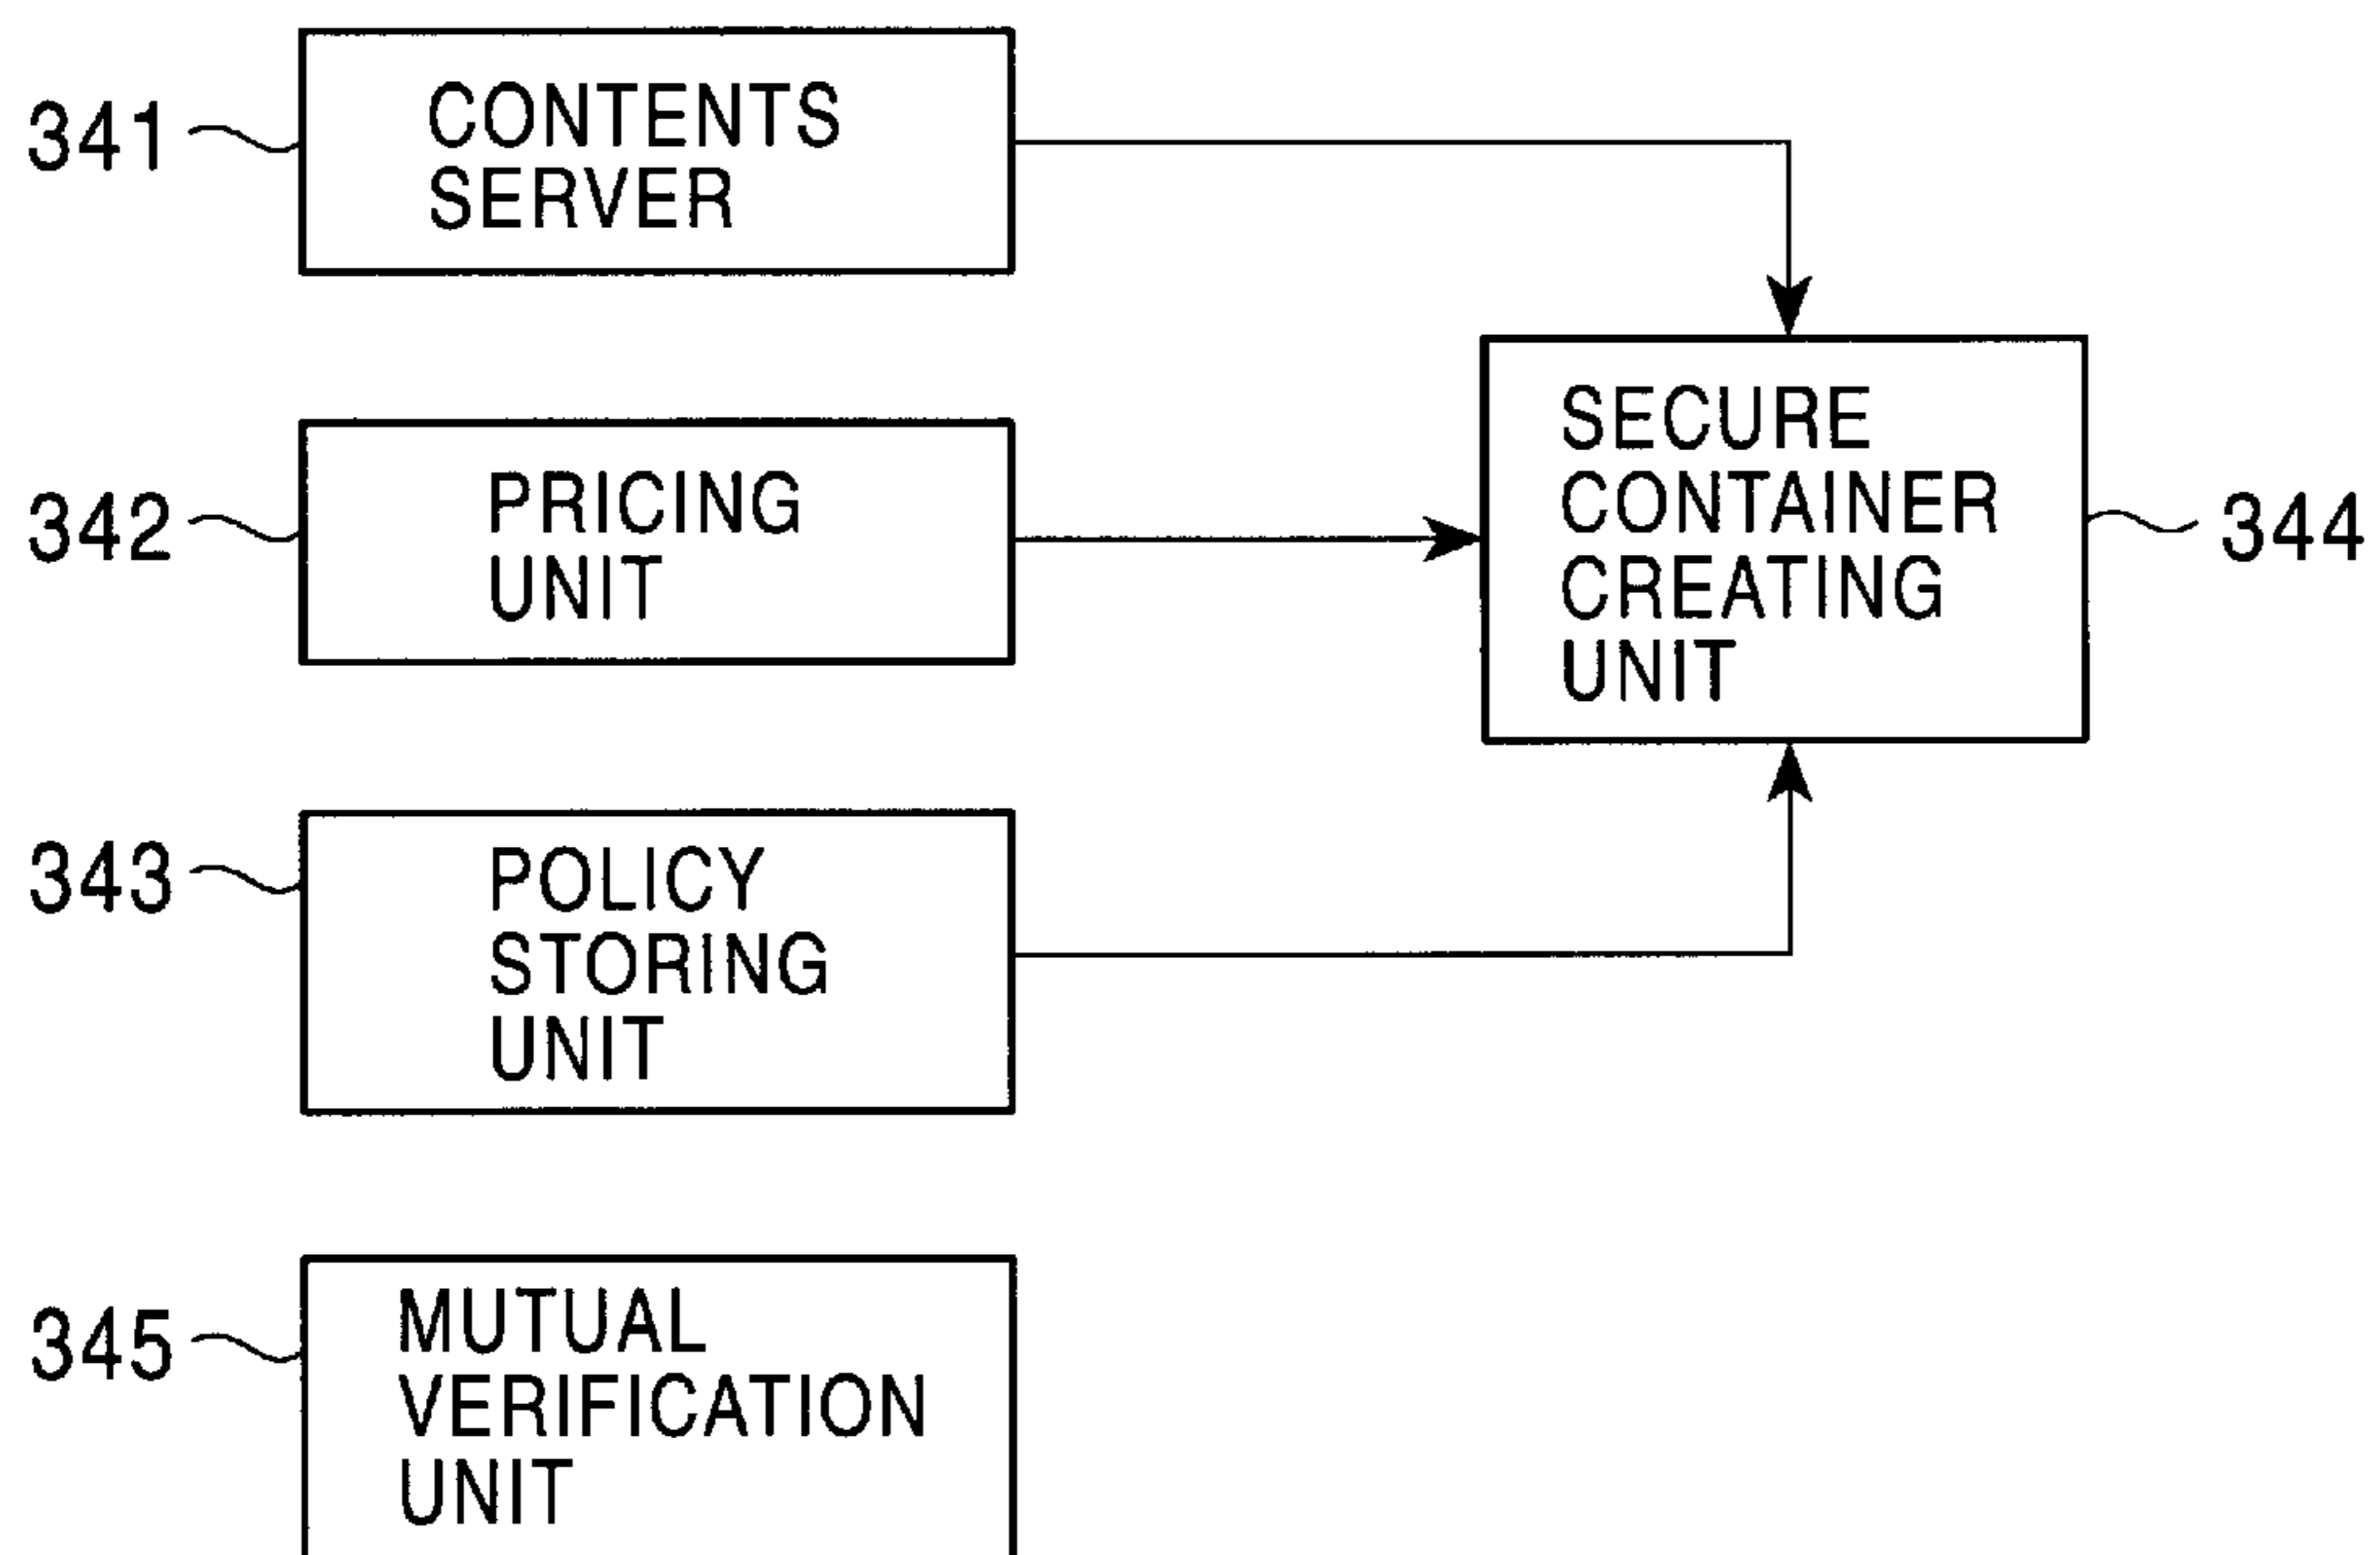 341
CONTENTS
SERVER
342
PRICING
UNIT
SECURE
CONTAINER
CREATING
UNIT
344
343
POLICY
STORING
UNIT
345
MUTUAL
VERIFICATION
UNIT